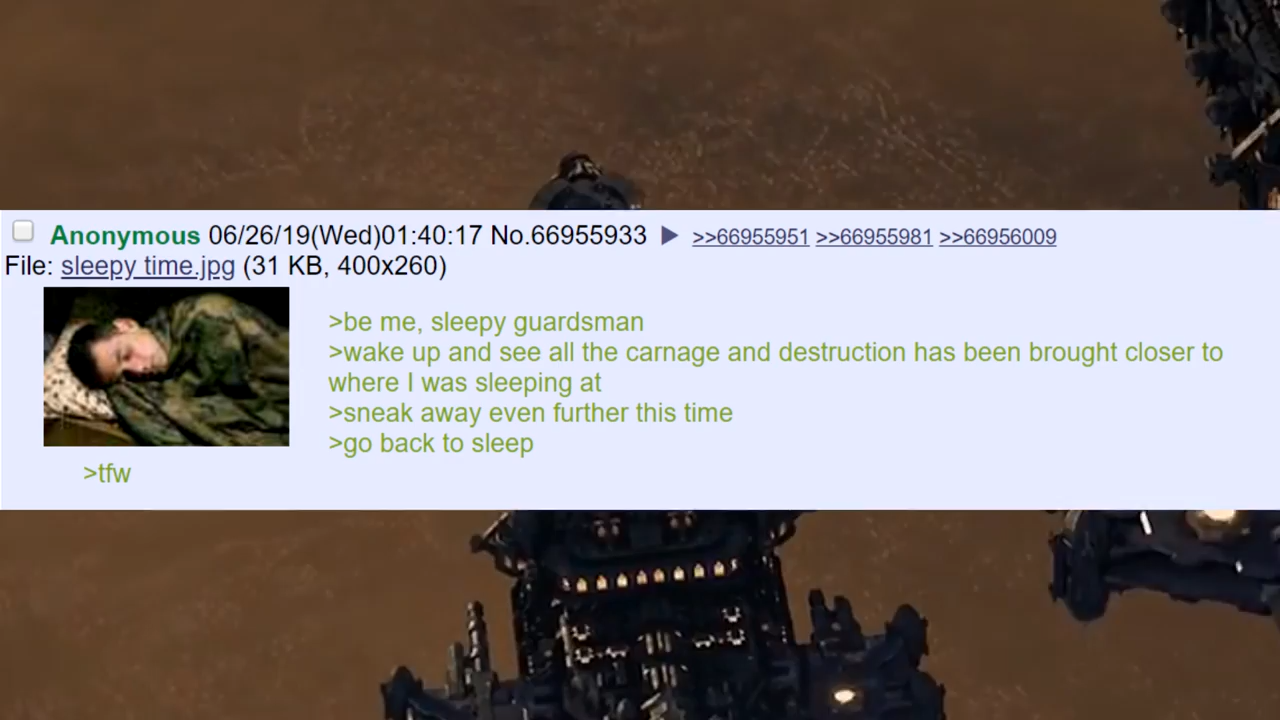 Anonymous 06/26/19(Wed)01:40:17 No.66955933 ▶ >>66955951 >>66955981 >>66956009
File: sleepy time.jpg (31 KB, 400x260)
>be me, sleepy guardsman
>wake up and see all the carnage and destruction has been brought closer to
where I was sleeping at
>sneak away even further this time
>go back to sleep
>tfw